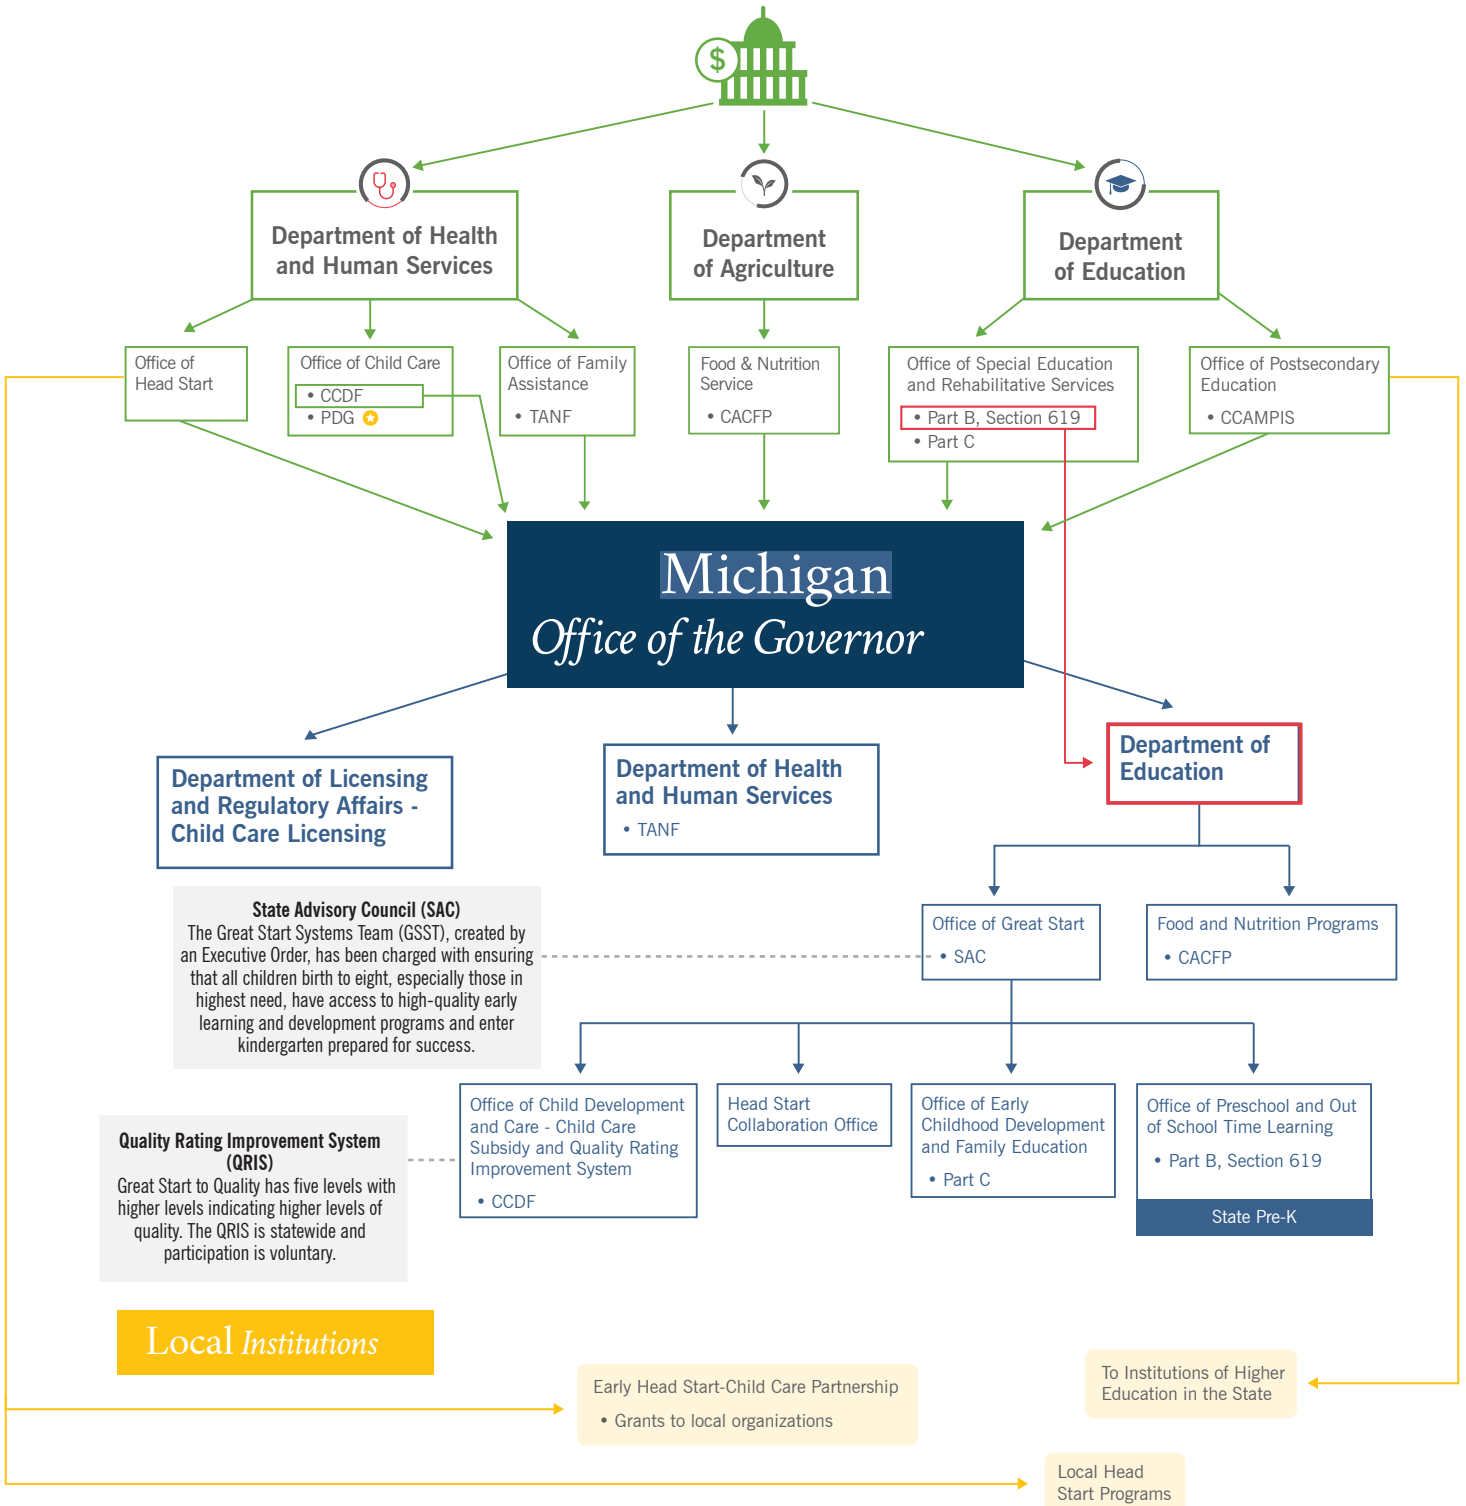 $
Department of Health
and Human Services
Department
of Agriculture
Department
of Education
Office of
Head Start
Office of Child Care
• CCDF
• PDG
Office of Family
Assistance
• TANF
Food & Nutrition
Service
• CACFP
Office of Special Education
and Rehabilitative Services
• Part B, Section 619
• Part C
Office of Postsecondary
Education
• CCAMPIS
Michigan
Office of the Governor
Department of Licensing
and Regulatory Affairs -
Child Care Licensing
Department of Health
and Human Services
• TANF
Department of
Education
State Advisory Council (SAC)
The Great Start Systems Team (GSST), created by
an Executive Order, has been charged with ensuring
that all children birth to eight, especially those in
highest need, have access to high-quality early
learning and development programs and enter
kindergarten prepared for success.
Office of Great Start
• SAC
Food and Nutrition Programs
• CACFP
Quality Rating Improvement System
(QRIS)
Great Start to Quality has five levels with
higher levels indicating higher levels of
quality. The QRIS is statewide and
participation is voluntary.
Office of Child Development
and Care - Child Care
Subsidy and Quality Rating
Improvement System
• CCDF
Head Start
Collaboration Office
Office of Early
Childhood Development
and Family Education
• Part C
Office of Preschool and Out
of School Time Learning
• Part B, Section 619
State Pre-K
Local Institutions
Early Head Start-Child Care Partnership
• Grants to local organizations
To Institutions of Higher
Education in the State
Local Head
Start Programs